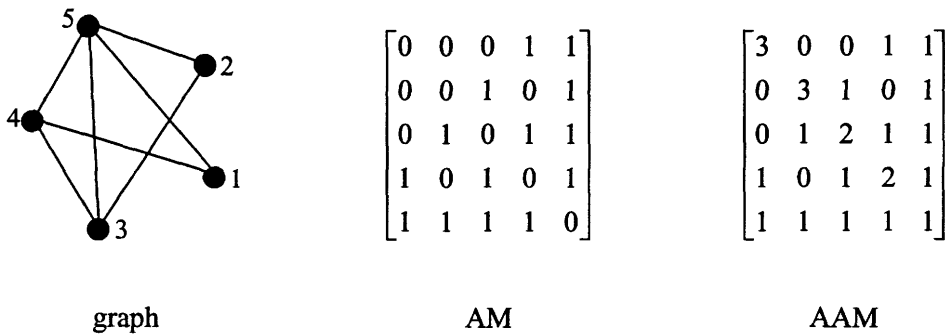 5
2
4
1
3
0 0 0 1 1
0 0 1 0 1
0 1 0 1 1
1 0 1 0 1
1 1 1 1 0
3 0 0 1 1
0 3 1 0 1
0 1 2 1 1
1 0 1 2 1
1 1 1 1 1
graph AM AAM